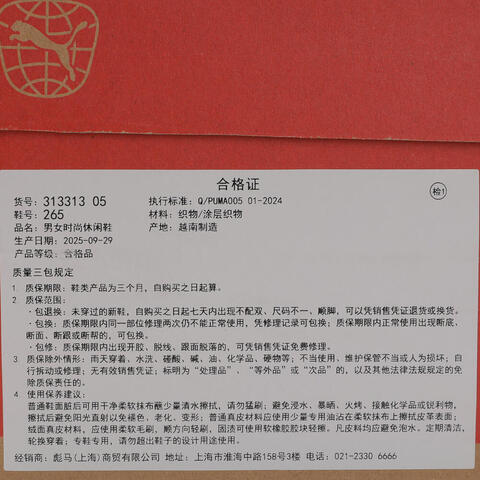 合格证
检1
货号: 313313 05
执行标准: Q/PUMA005 01-2024
鞋号: 265
材料: 织物/涂层织物
品名: 男女时尚休闲鞋
产地: 越南制造
生产日期: 2025-09-29
产品等级: 合格品
质量三包规定
1. 质保期限: 鞋类产品为三个月，自购买之日起算。
2. 质保范围:
· 包退换: 未穿过的新鞋，自购买之日起七天内出现不配双、尺码不一、顺脚，可以凭销售凭证退货或换货。
· 包换: 质保期限内同一部位修理两次仍不能正常使用，凭修理记录可包换; 质保期限内正常使用出现断底、
断面、断跟或断帮的，可包换。
· 包修: 质保期内出现开胶、脱线、跟面脱落的，可凭销售凭证免费修理。
3. 质保除外情形: 雨天穿着、水洗、碰酸、碱、油、化学品、硬物等; 不当使用、维护保管不当或人为损坏; 自
行拆动或修理; 无有效销售凭证; 标明为“处理品”、“等外品”或“次品”的，以及其他法律法规规定的免
除质保责任的。
4. 使用保养建议:
普通鞋面脏后可用干净柔软抹布蘸少量清水擦拭，请勿猛刷; 避免浸水、暴晒、火烤、接触化学品或锐利物，
擦拭后避免阳光直射以免褪色、老化、变形; 普通真皮材料应使用少量专用油沾在柔软抹布上擦拭皮革表面;
绒面真皮材料，应使用柔软毛刷，顺方向轻刷，固渍可使软橡胶胶块轻擦。凡皮料均应避免泡水。定期清洁，
轮换穿着; 专鞋专用，请勿超出鞋子的设计用途使用。
经销商: 彪马(上海)商贸有限公司 地址: 上海市淮海中路158号3楼 电话: 021-2330 6666